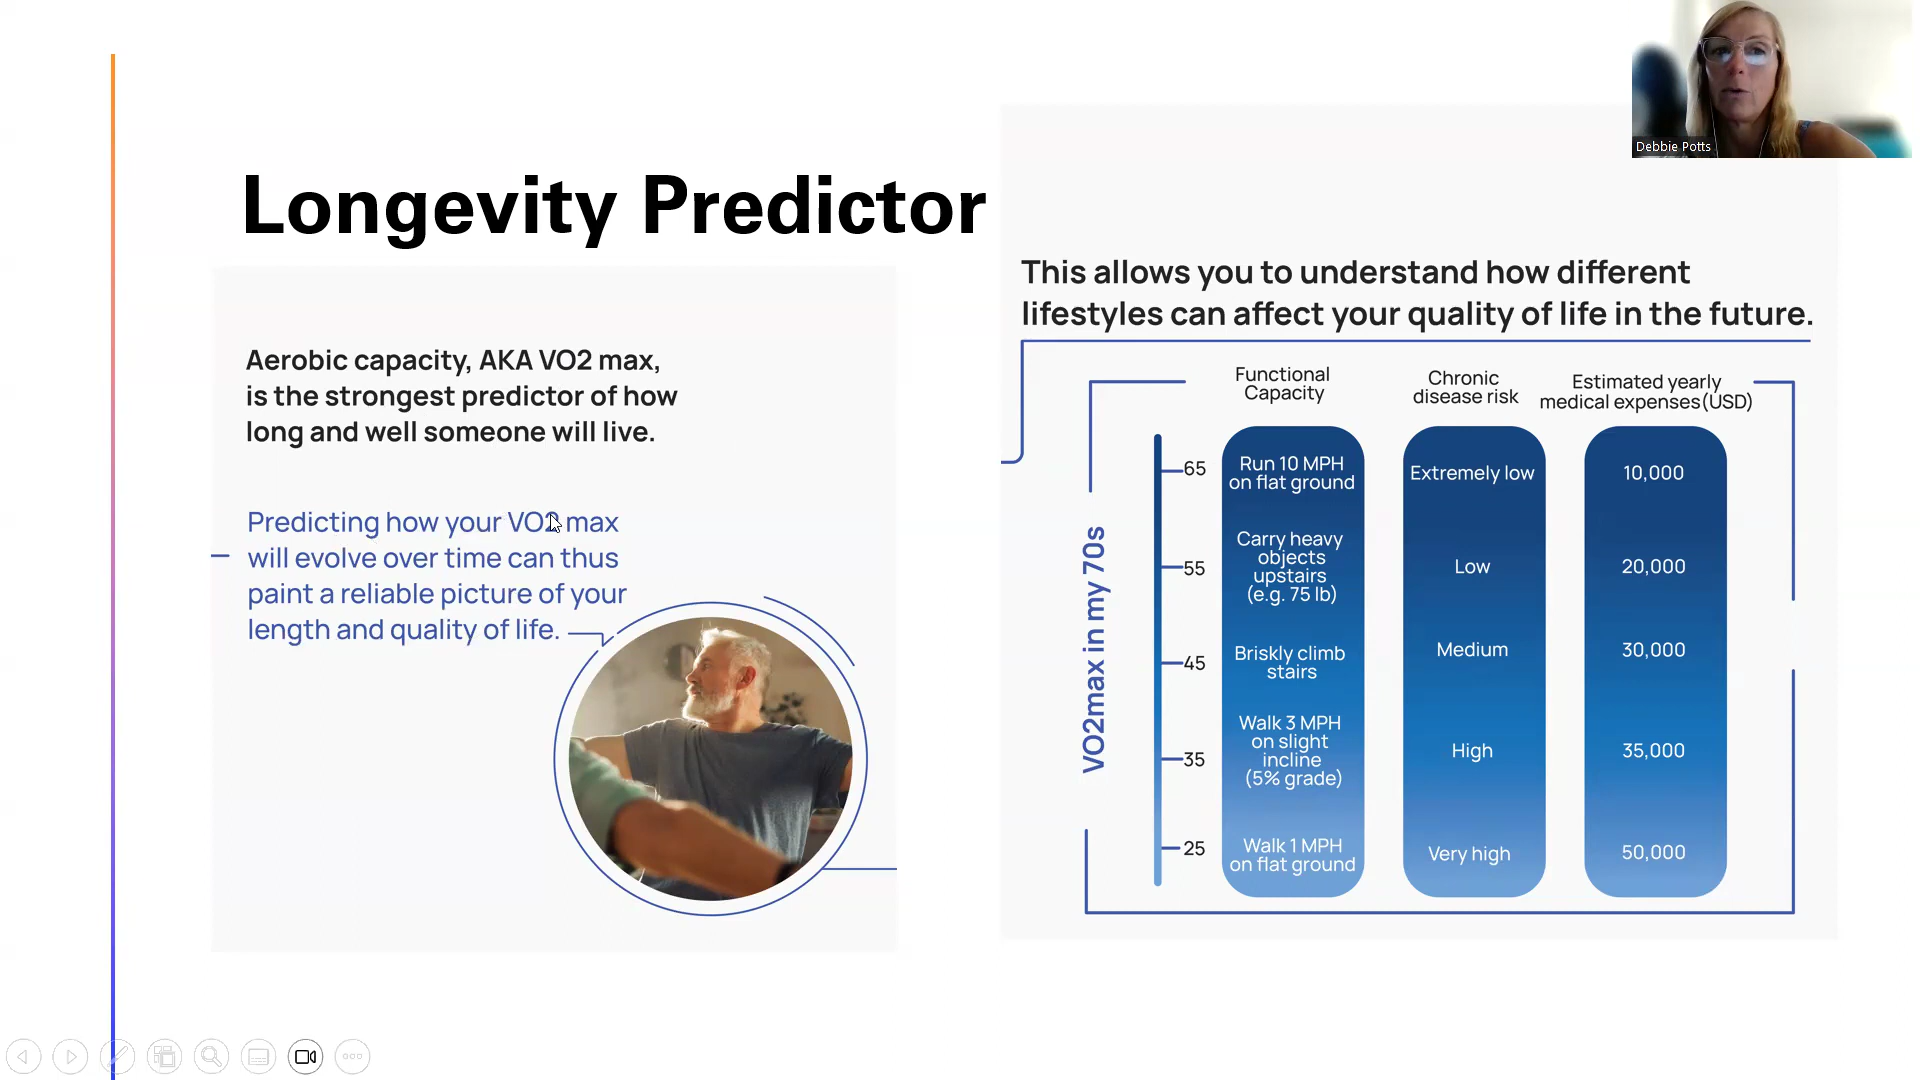 Debbie Potts
Longevity Predictor
Aerobic capacity, AKA VO2 max,
is the strongest predictor of how
long and well someone will live.
Predicting how your VO2 max
will evolve over time can thus
paint a reliable picture of your
length and quality of life.
This allows you to understand how different
lifestyles can affect your quality of life in the future.
Functional
Capacity
Chronic
disease risk
Estimated yearly
medical expenses(USD)
VO2max in my 70s
65
Run 10 MPH
on flat ground
Extremely low
10,000
55
Carry heavy
objects
upstairs
(e.g. 75 lb)
Low
20,000
45
Briskly climb
stairs
Medium
30,000
35
Walk 3 MPH
on slight
incline
(5% grade)
High
35,000
25
Walk 1 MPH
on flat ground
Very high
50,000